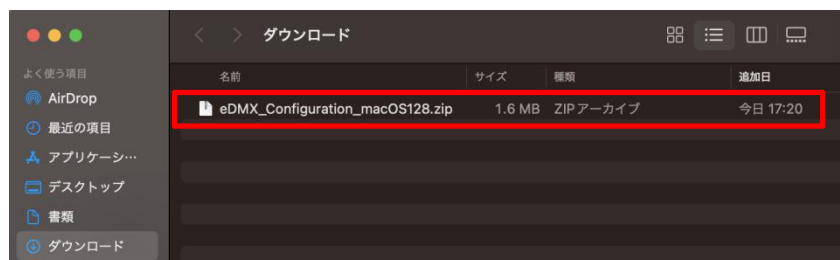 ダウンロード
よく使う項目
AirDrop
最近の項目
アプリケーシ…
デスクトップ
書類
ダウンロード
名前 サイズ 種類 追加日
eDMX_Configuration_macOS128.zip 1.6 MB ZIPアーカイブ 今日 17:20